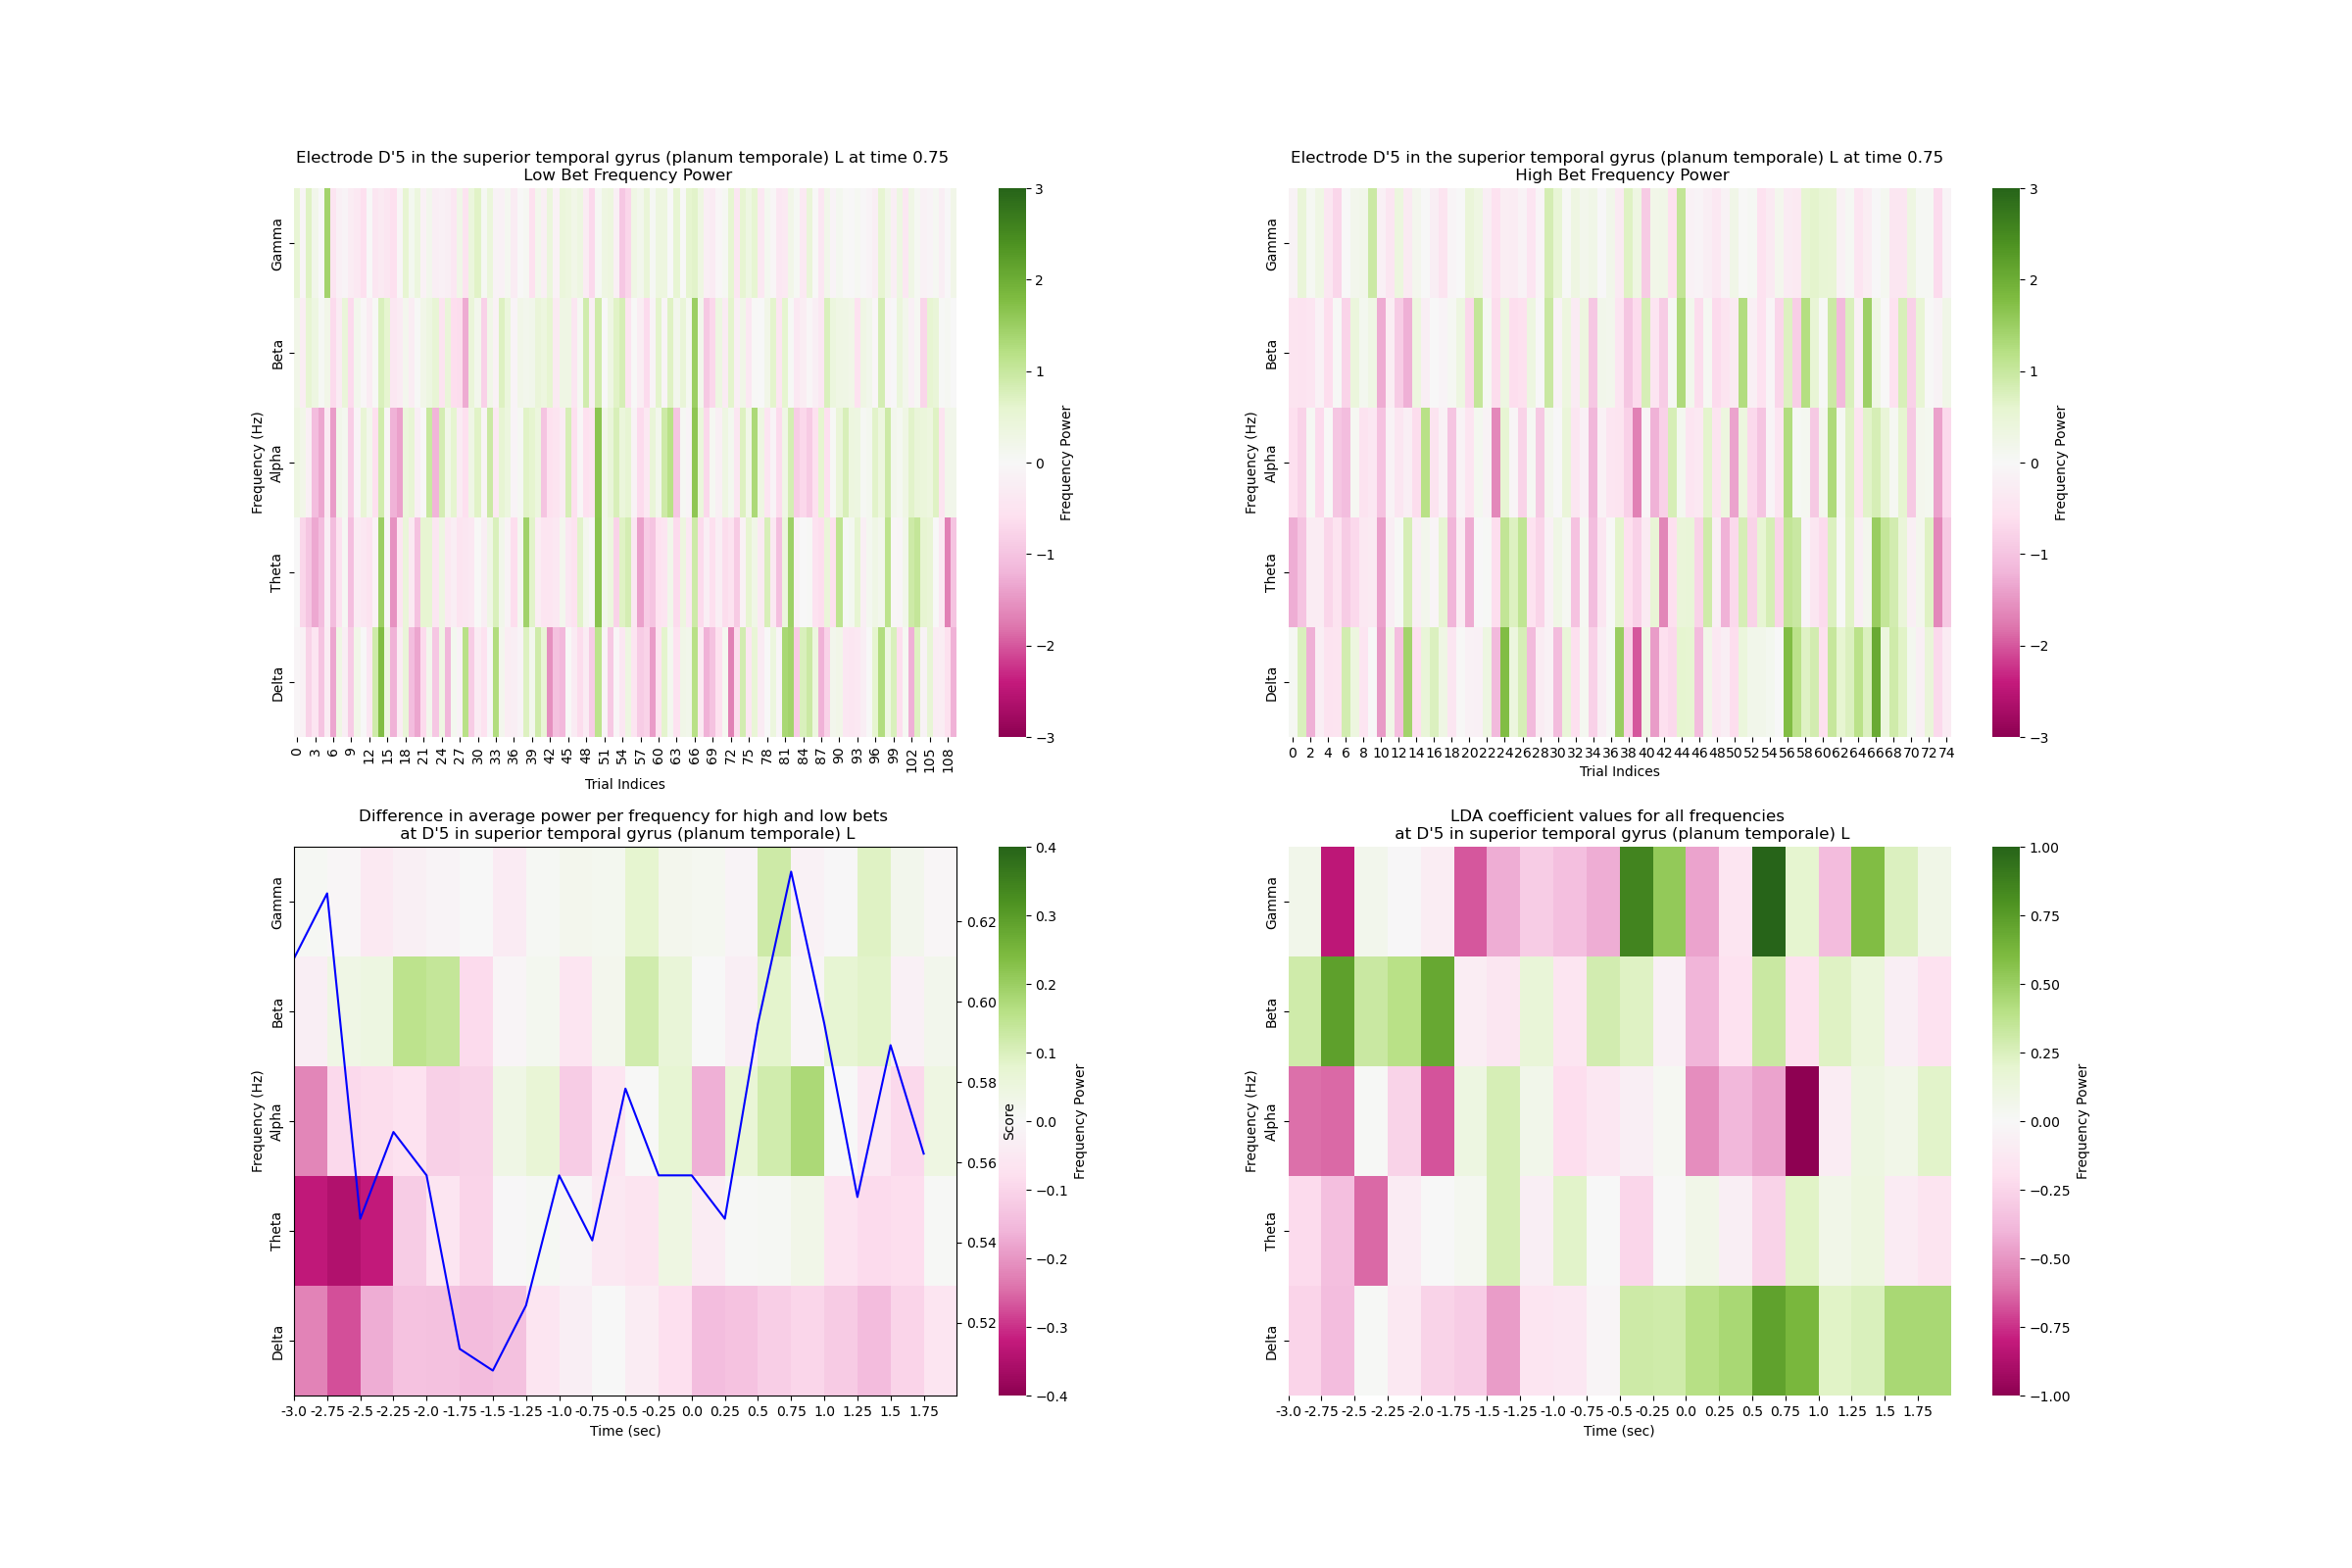 Electrode D'5 in the superior temporal gyrus (planum temporale) L at time 0.75
Low Bet Frequency Power
Gamma
Beta
Alpha
Theta
Delta
Frequency (Hz)
0 3 6 9 12 15 18 21 24 27 30 33 36 39 42 45 48 51 54 57 60 63 66 69 72 75 78 81 84 87 90 93 96 99 102 105 108
Trial Indices
3
2
1
0
−1
−2
−3
Frequency Power
Electrode D'5 in the superior temporal gyrus (planum temporale) L at time 0.75
High Bet Frequency Power
Gamma
Beta
Alpha
Theta
Delta
Frequency (Hz)
0 2 4 6 8 10 12 14 16 18 20 22 24 26 28 30 32 34 36 38 40 42 44 46 48 50 52 54 56 58 60 62 64 66 68 70 72 74
Trial Indices
3
2
1
0
−1
−2
−3
Frequency Power
Difference in average power per frequency for high and low bets
at D'5 in superior temporal gyrus (planum temporale) L
Gamma
Beta
Alpha
Theta
Delta
Frequency (Hz)
-3.0 -2.75 -2.5 -2.25 -2.0 -1.75 -1.5 -1.25 -1.0 -0.75 -0.5 -0.25 0.0 0.25 0.5 0.75 1.0 1.25 1.5 1.75
Time (sec)
0.62
0.60
0.58
0.56
0.54
0.52
Score
0.4
0.3
0.2
0.1
0.0
−0.1
−0.2
−0.3
−0.4
Frequency Power
LDA coefficient values for all frequencies
at D'5 in superior temporal gyrus (planum temporale) L
Gamma
Beta
Alpha
Theta
Delta
Frequency (Hz)
-3.0 -2.75 -2.5 -2.25 -2.0 -1.75 -1.5 -1.25 -1.0 -0.75 -0.5 -0.25 0.0 0.25 0.5 0.75 1.0 1.25 1.5 1.75
Time (sec)
1.00
0.75
0.50
0.25
0.00
−0.25
−0.50
−0.75
−1.00
Frequency Power